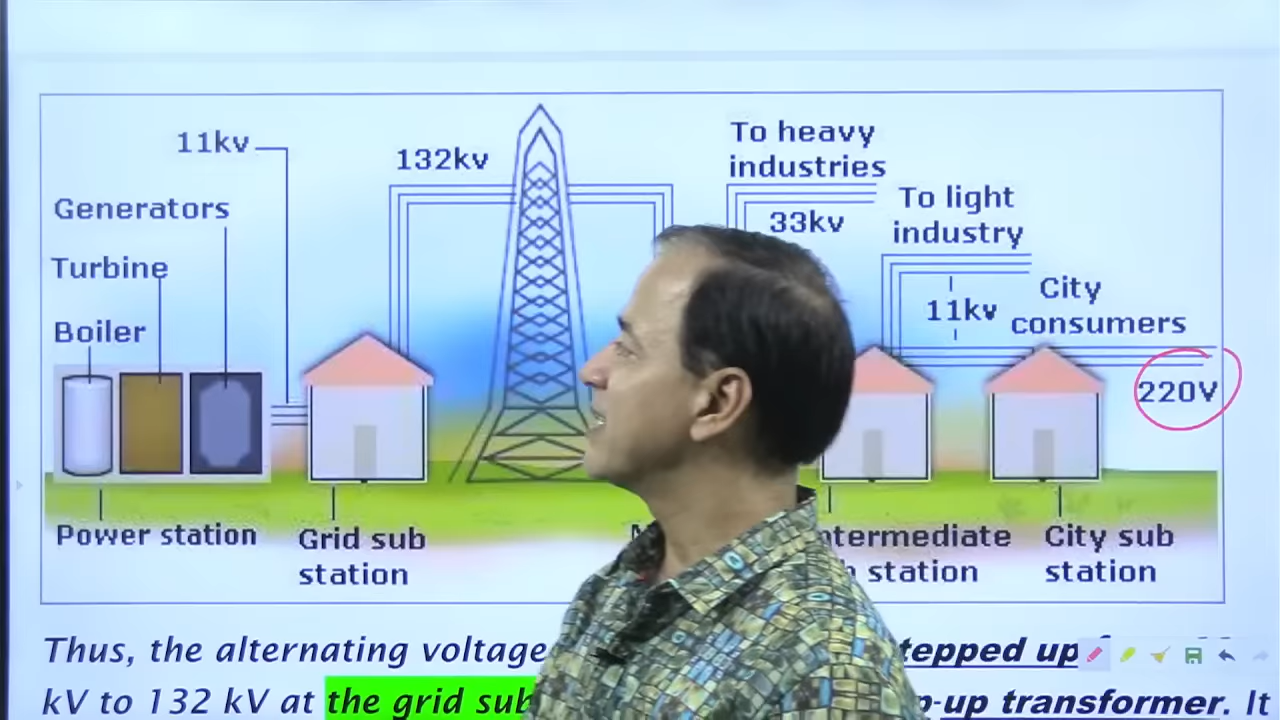 11kv
132kv
To heavy
industries
33kv
Generators
To light
industry
Turbine
11kv
City
consumers
Boiler
220V
Power station
Grid sub
station
station
City sub
station
Thus, the alternating voltage
up
kV to 132 kV at the grid sub
-up transformer. It